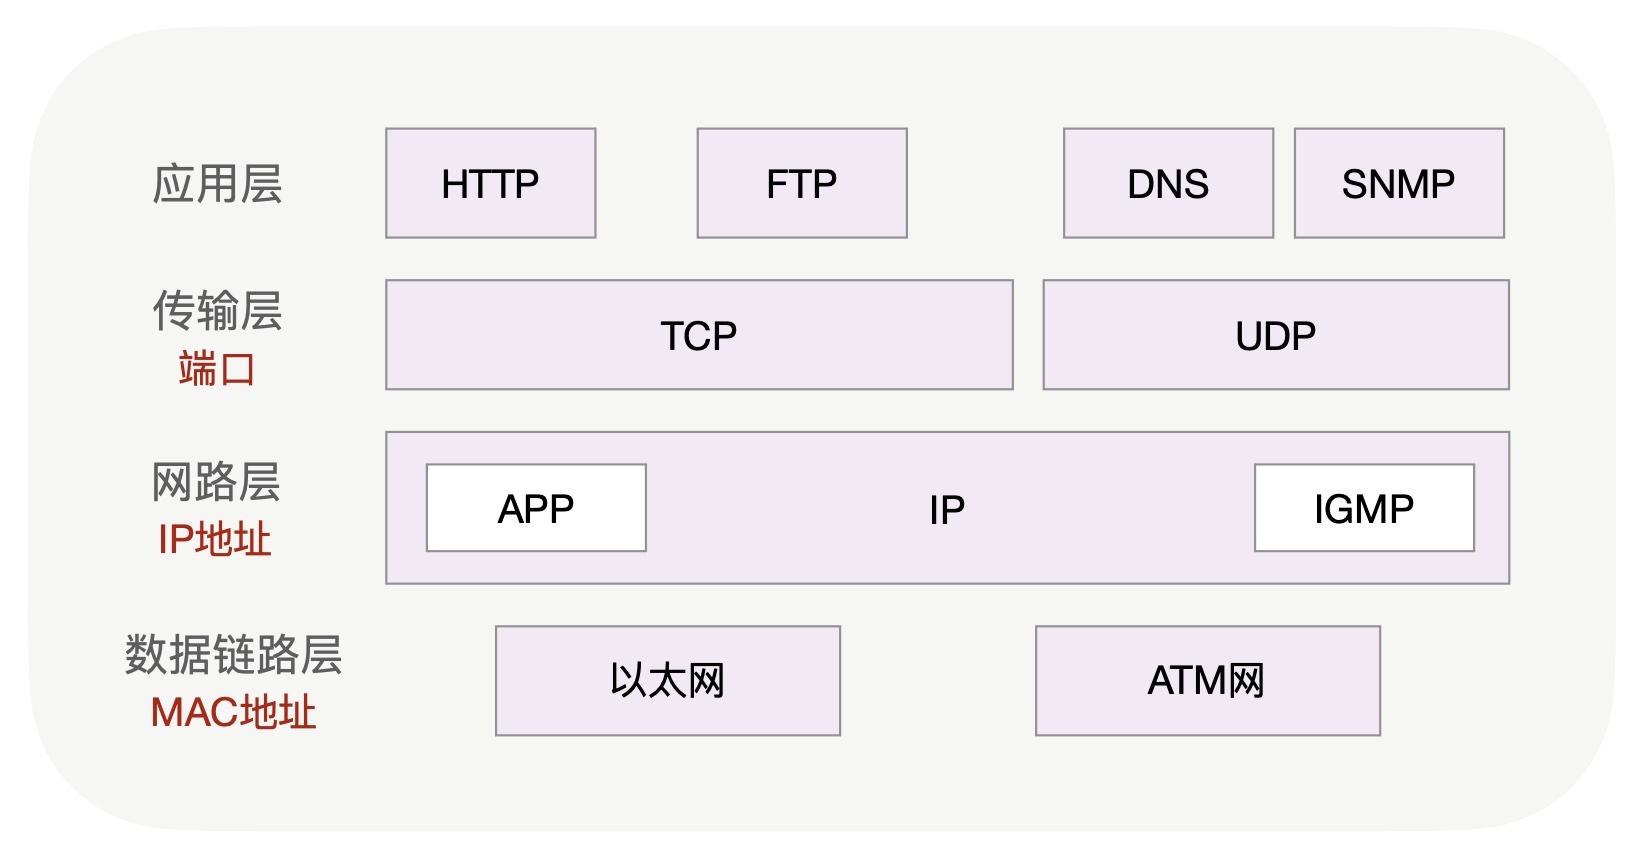 应用层
HTTP
FTP
DNS
SNMP
传输层
端口
TCP
UDP
网路层
IP地址
APP
IP
IGMP
数据链路层
MAC地址
以太网
ATM网